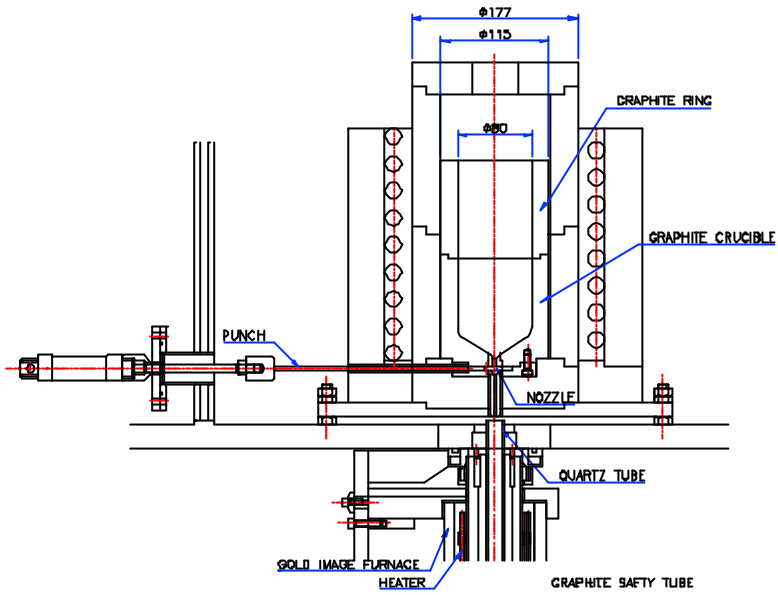 Φ177
Φ115
GRAPHITE RING
Φ80
GRAPHITE CRUCIBLE
PUNCH
NOZZLE
QUARTZ TUBE
GOLD IMAGE FURNACE
HEATER
GRAPHITE SAFTY TUBE